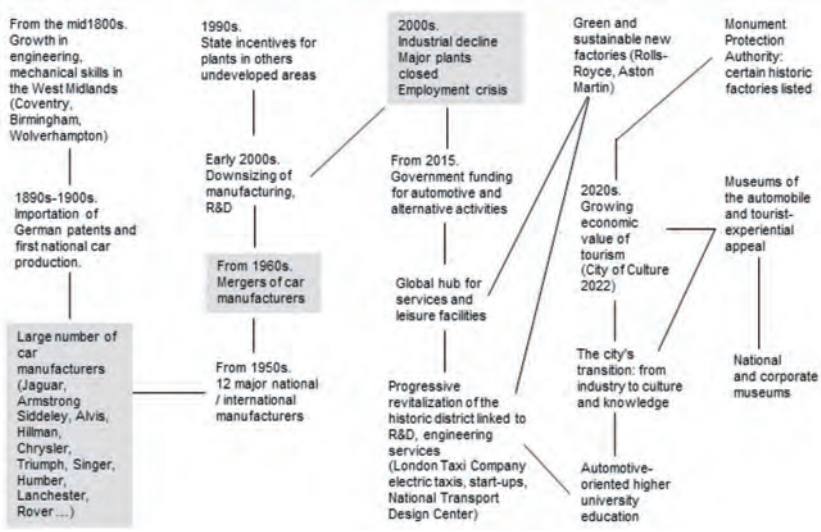 From the mid1800s.
Growth in
engineering,
mechanical skills in
the West Midlands
(Coventry,
Birmingham,
Wolverhampton)
1890s-1900s.
Importation of
German patents and
first national car
production.
Large number of
car
manufacturers
(Jaguar,
Armstrong
Siddeley, Alvis,
Hillman,
Chrysler,
Triumph, Singer,
Humber,
Lanchester,
Rover...)
1990s.
State incentives for
plants in others
undeveloped areas
Early 2000s.
Downsizing of
manufacturing,
R&D
From 1960s.
Mergers of car
manufacturers
From 1950s.
12 major national
/ international
manufacturers
2000s.
Industrial decline
Major plants
closed
Employment crisis
From 2015.
Government funding
for automotive and
alternative activities
Global hub for
services and
leisure facilities
Progressive
revitalization of the
historic district linked to
R&D, engineering
services
(London Taxi Company
electric taxis, start-ups,
National Transport
Design Center)
Green and
sustainable new
factories (Rolls-
Royce, Aston
Martin)
2020s.
Growing
economic
value of
tourism
(City of Culture
2022)
The city's
transition: from
industry to culture
and knowledge
Automotive-
oriented higher
university
education
Monument
Protection
Authority:
certain historic
factories listed
Museums of
the automobile
and tourist-
experiential
appeal
National
and corporate
museums